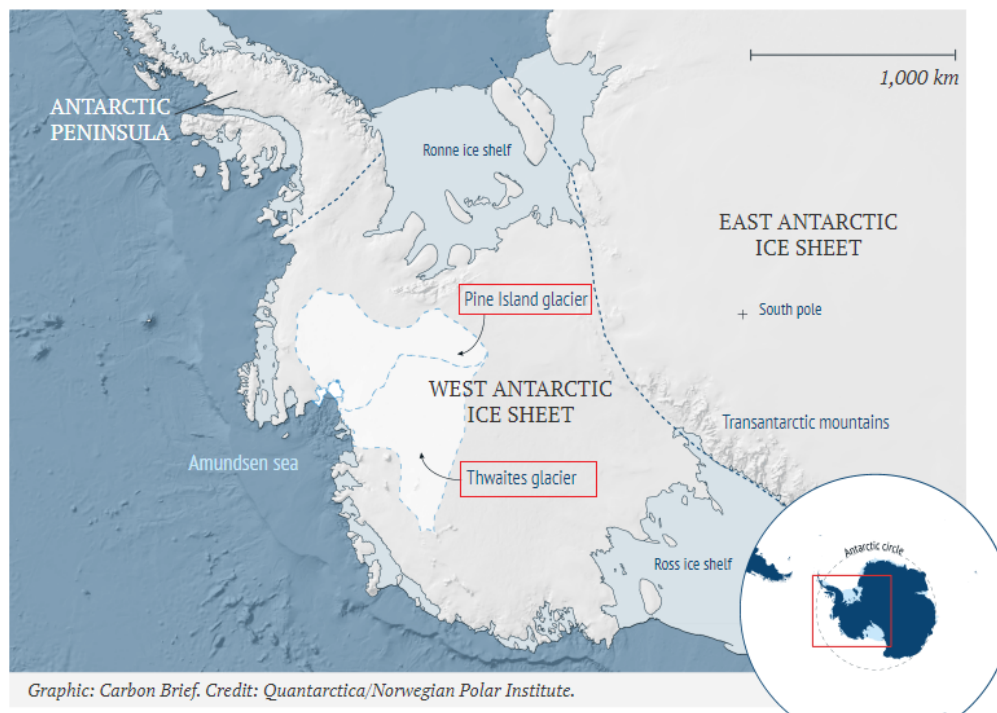 1,000 km
ANTARCTIC
PENINSULA
Ronne ice shelf
EAST ANTARCTIC
ICE SHEET
Pine Island glacier
South pole
WEST ANTARCTIC
ICE SHEET
Transantarctic mountains
Amundsen sea
Thwaites glacier
Ross ice shelf
Antarctic circle
Graphic: Carbon Brief. Credit: Quantarctica/Norwegian Polar Institute.